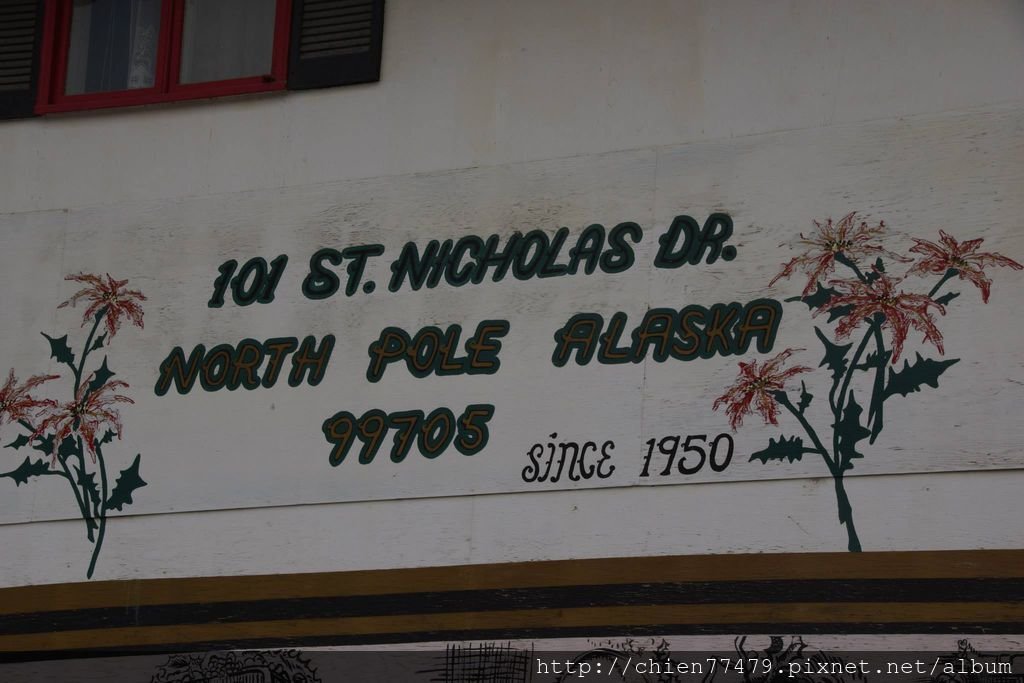 101 ST. NICHOLAS DR.
NORTH POLE ALASKA
99705
since 1950
http://chien77479.pixnet.net/album